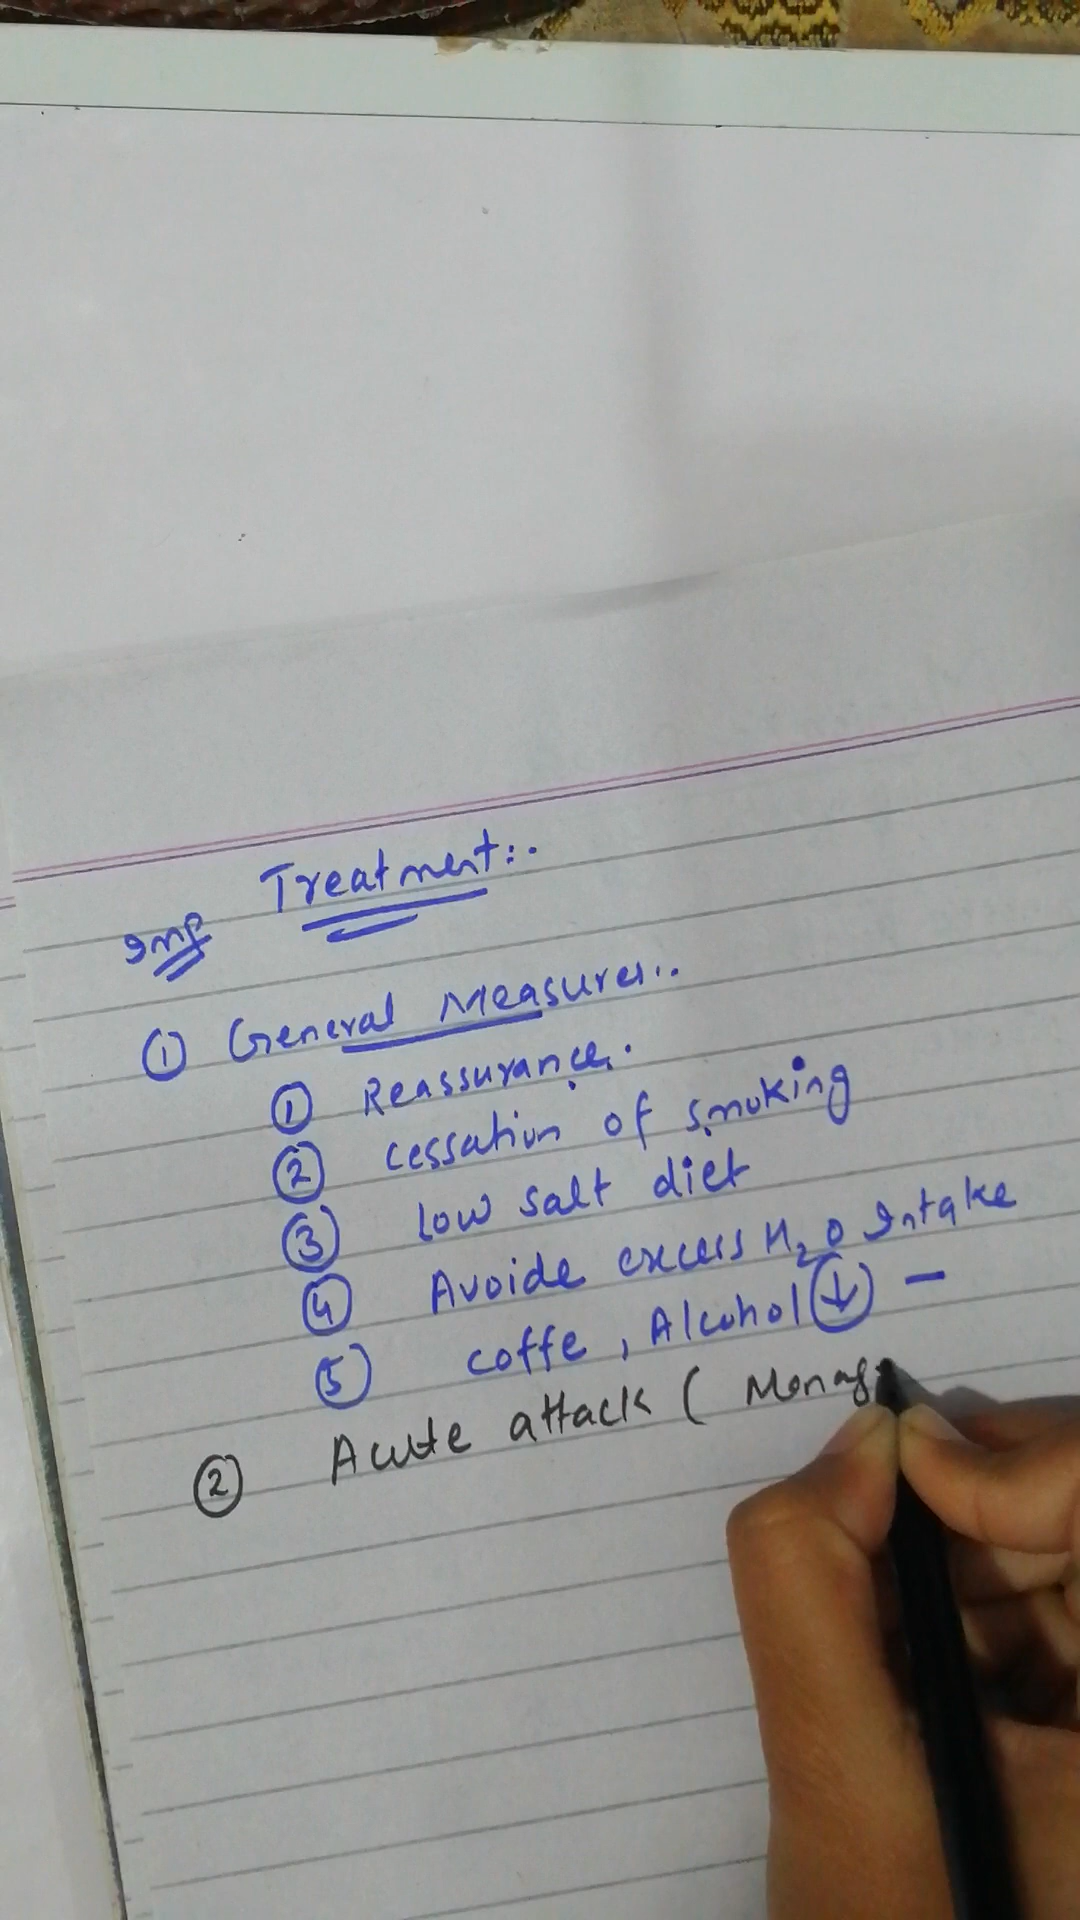 Treatment:.
Imp
① General Measures..
① Reassurance.
② cessation of smoking
③ low salt diet
④ Avoide excess H₂O Intake
⑤ coffe, Alcohol ↓ –
② Acute attack ( Manag